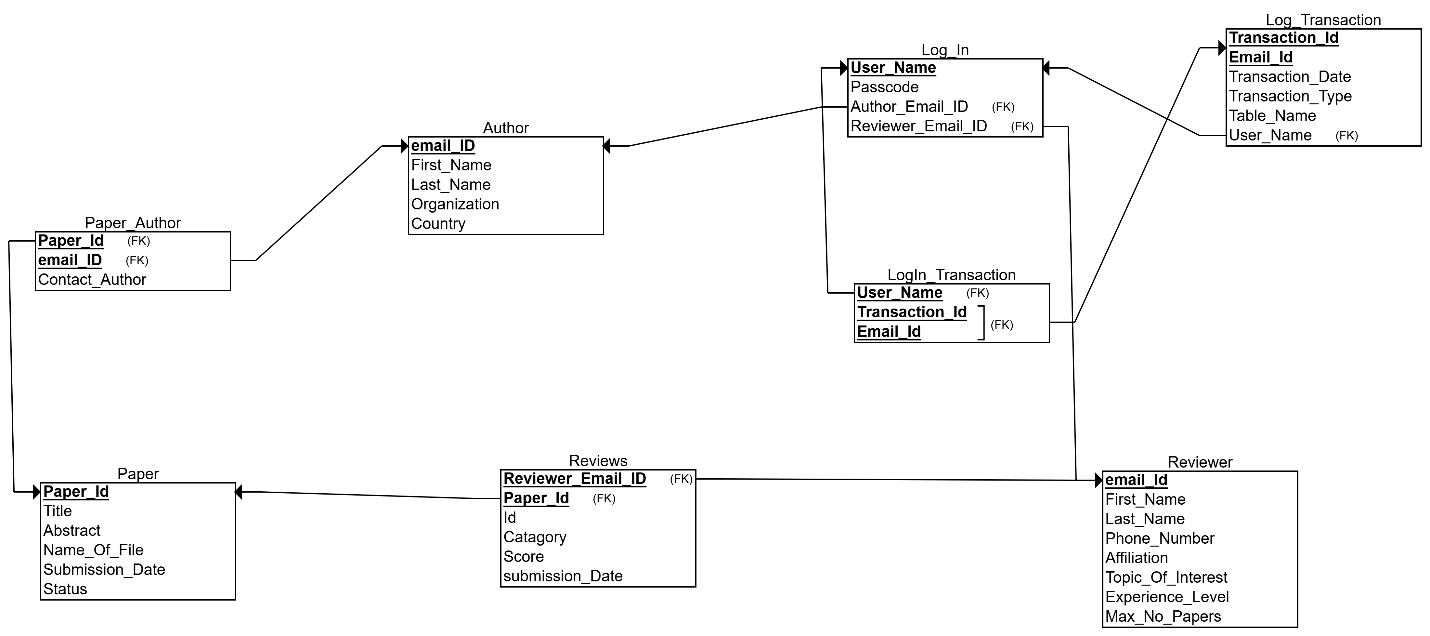 Log_Transaction
Transaction_Id
Email_Id
Transaction_Date
Transaction_Type
Table_Name
User_Name (FK)
Log_In
User_Name
Passcode
Author_Email_ID (FK)
Reviewer_Email_ID (FK)
Author
email_ID
First_Name
Last_Name
Organization
Country
Paper_Author
Paper_Id (FK)
email_ID (FK)
Contact_Author
LogIn_Transaction
User_Name (FK)
Transaction_Id
Email_Id
(FK)
Paper
Paper_Id
Title
Abstract
Name_Of_File
Submission_Date
Status
Reviews
Reviewer_Email_ID (FK)
Paper_Id (FK)
Id
Catagory
Score
submission_Date
Reviewer
email_Id
First_Name
Last_Name
Phone_Number
Affiliation
Topic_Of_Interest
Experience_Level
Max_No_Papers